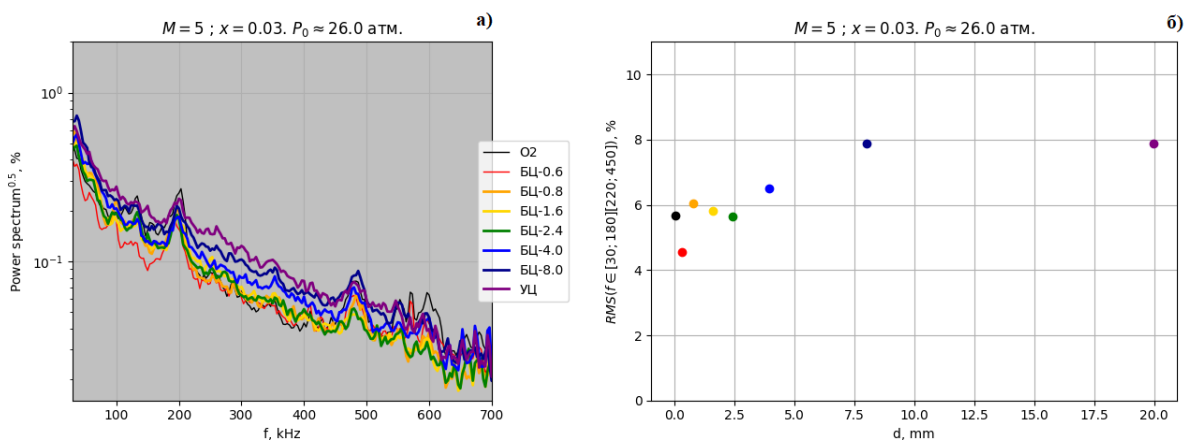 а)
M = 5 ; x = 0.03. P₀ ≈ 26.0 атм.
10⁰
10⁻¹
Power spectrum⁰·⁵, %
100 200 300 400 500 600 700
f, kHz
О2
БЦ-0.6
БЦ-0.8
БЦ-1.6
БЦ-2.4
БЦ-4.0
БЦ-8.0
УЦ
б)
M = 5 ; x = 0.03. P₀ ≈ 26.0 атм.
10
8
6
4
2
0
RMS(f ∈ [30; 180][220; 450]), %
0.0 2.5 5.0 7.5 10.0 12.5 15.0 17.5 20.0
d, mm